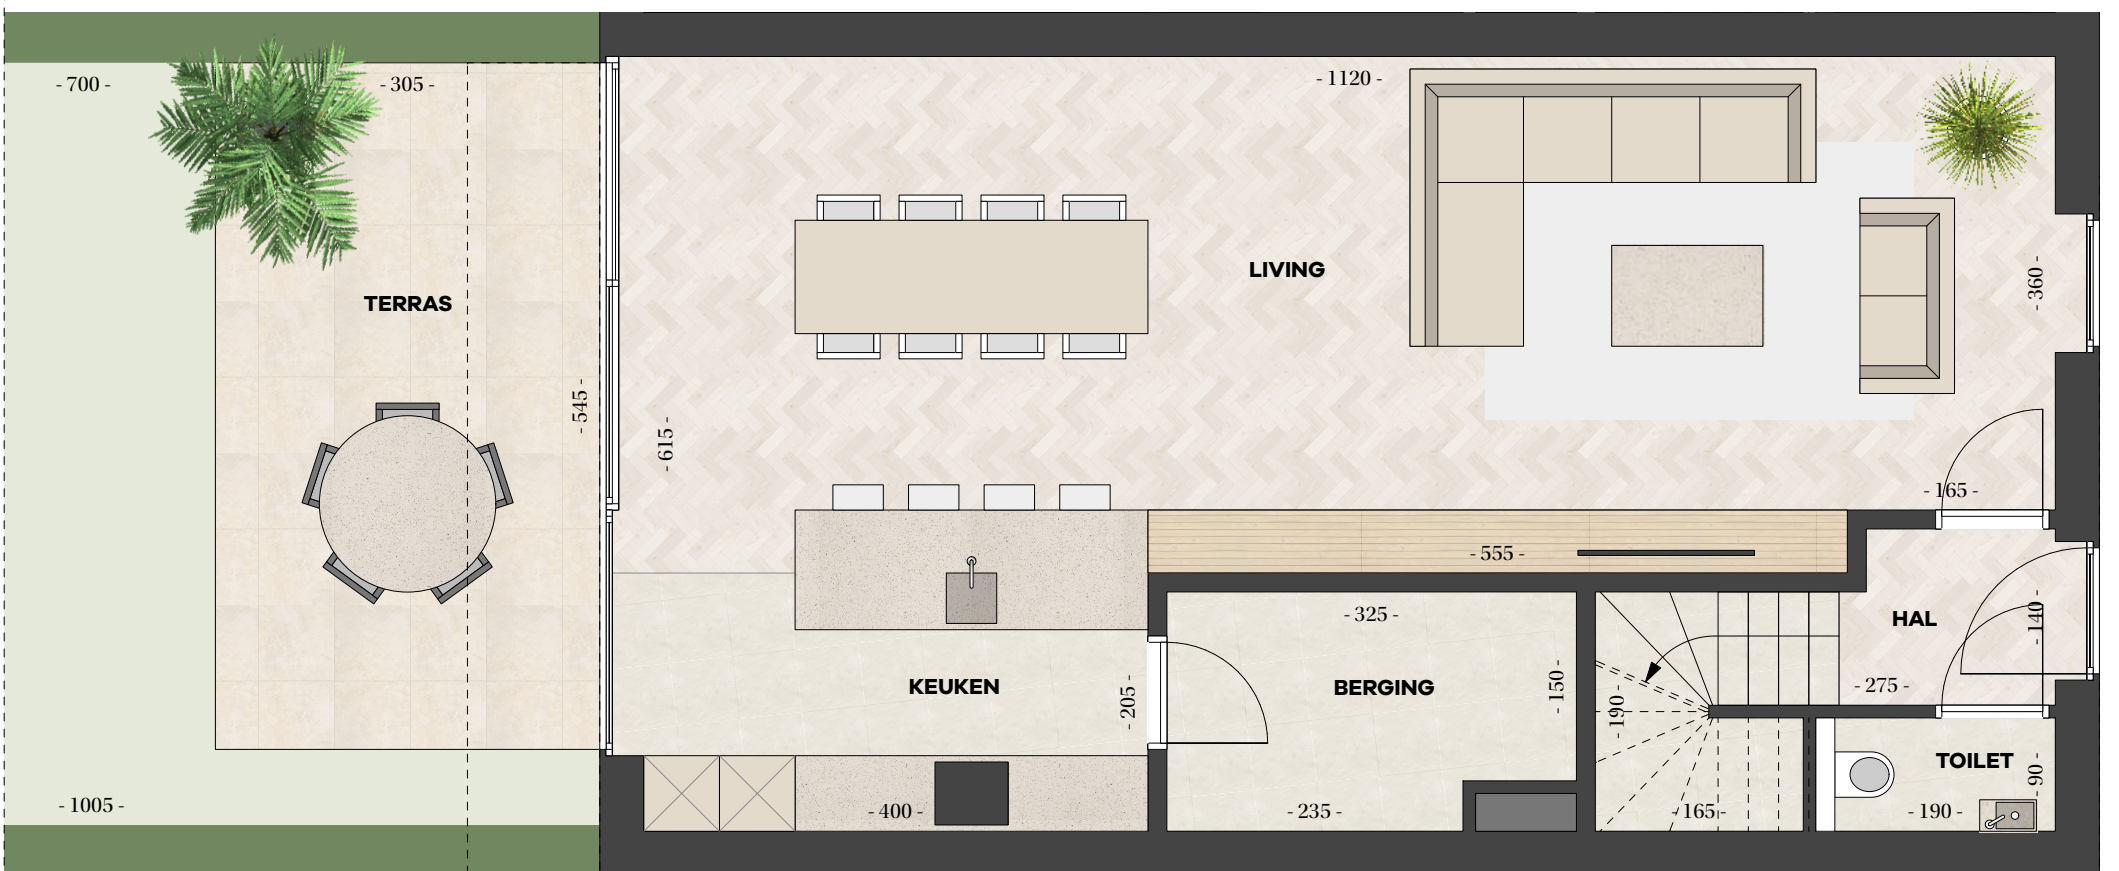 - 700 -
- 305 -
- 1120 -
TERRAS
LIVING
- 360 -
- 545 -
- 615 -
- 165 -
- 555 -
- 325 -
HAL
- 140 -
KEUKEN
- 205 -
BERGING
- 150 -
- 190 -
- 275 -
TOILET
- 90 -
- 1005 -
- 400 -
- 235 -
- 165 -
- 190 -